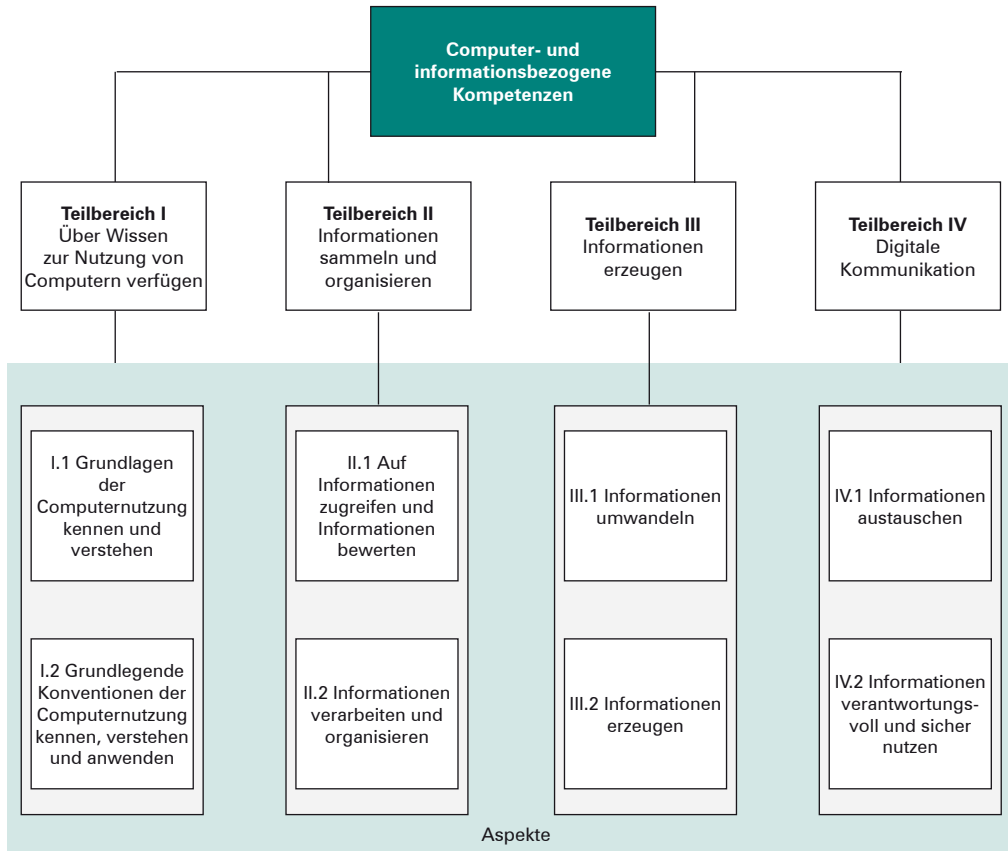 Computer- und
informationsbezogene
Kompetenzen
Teilbereich I
Über Wissen
zur Nutzung von
Computern verfügen
Teilbereich II
Informationen
sammeln und
organisieren
Teilbereich III
Informationen
erzeugen
Teilbereich IV
Digitale
Kommunikation
I.1 Grundlagen
der
Computernutzung
kennen und
verstehen
II.1 Auf
Informationen
zugreifen und
Informationen
bewerten
III.1 Informationen
umwandeln
IV.1 Informationen
austauschen
I.2 Grundlegende
Konventionen der
Computernutzung
kennen, verstehen
und anwenden
II.2 Informationen
verarbeiten und
organisieren
III.2 Informationen
erzeugen
IV.2 Informationen
verantwortungs-
voll und sicher
nutzen
Aspekte